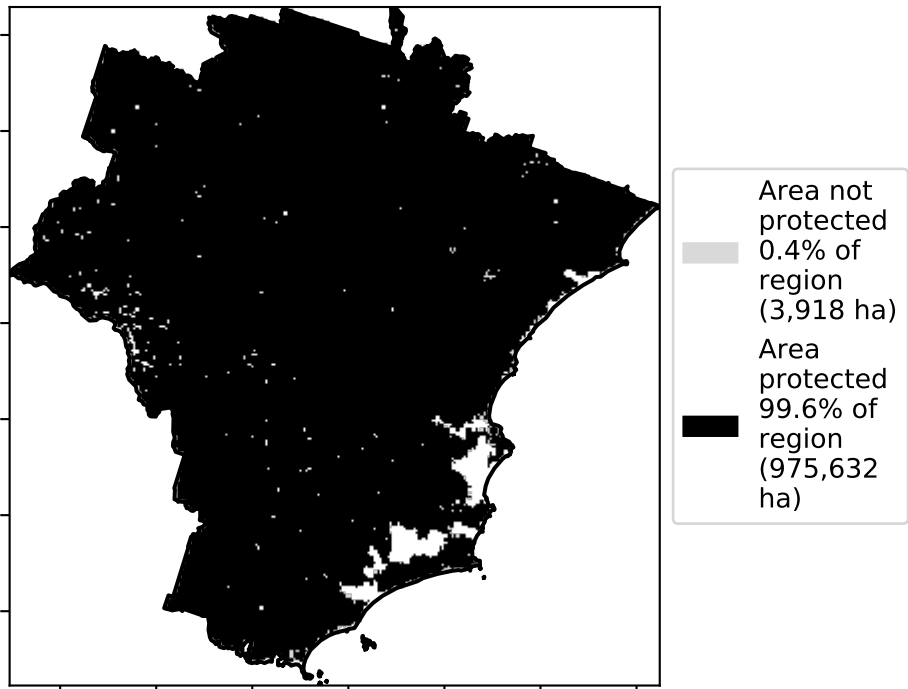 Area not
protected
0.4% of
region
(3,918 ha)
Area
protected
99.6% of
region
(975,632
ha)